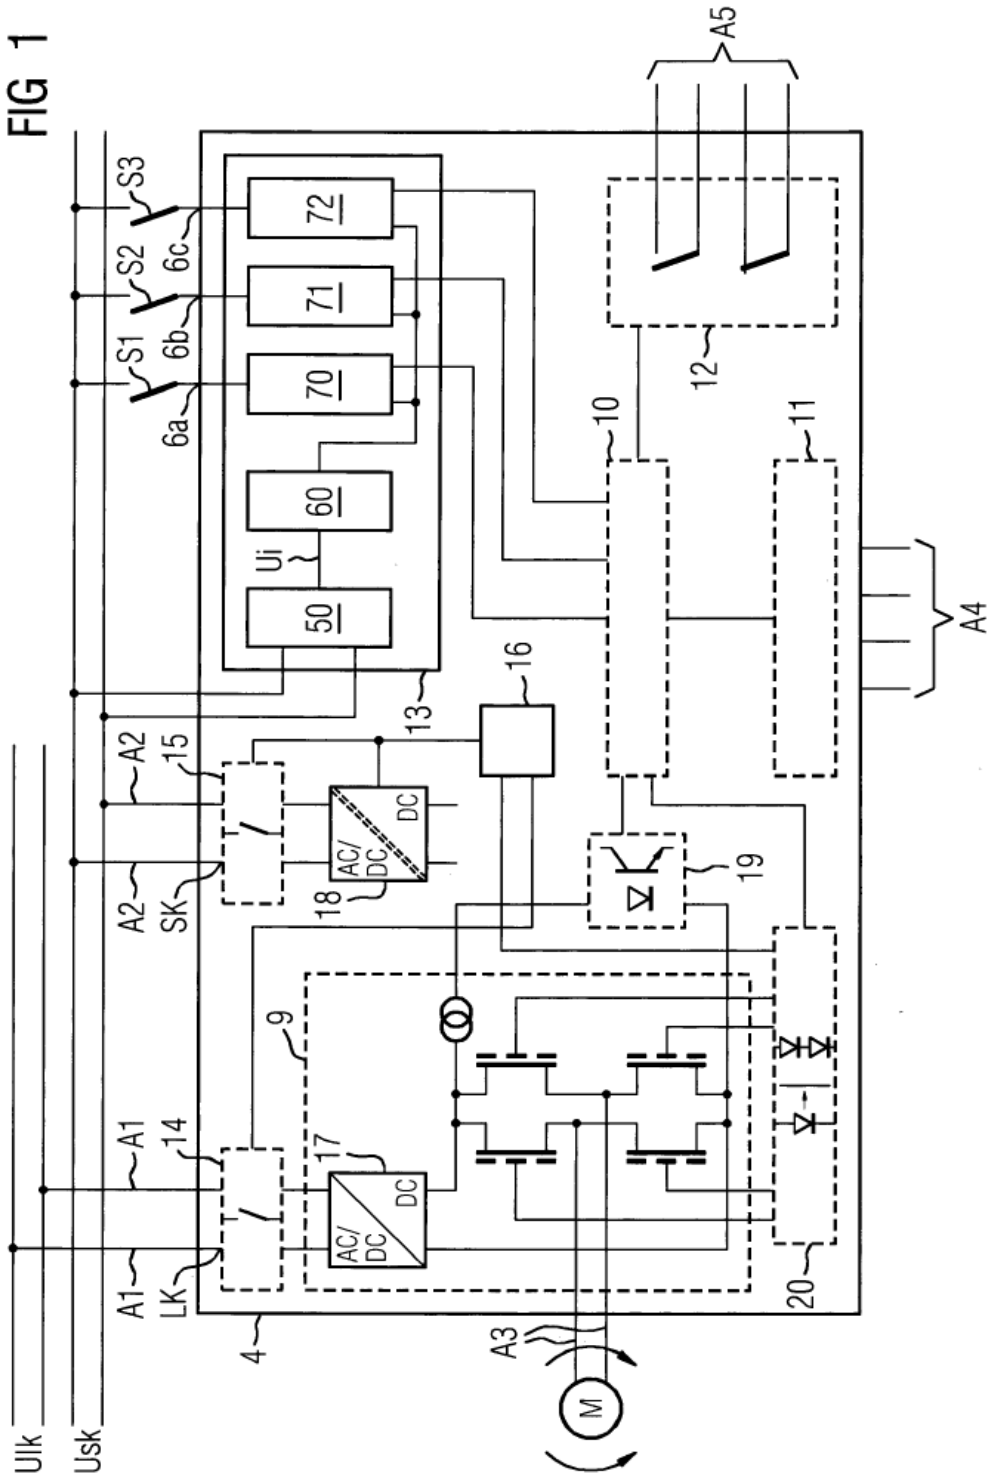 FIG 1
Ulk
Usk
A1
A1
A2
A2
S1
S2
S3
LK
14
SK
15
6a
6b
6c
4
9
Ui
17
18
50
60
70
71
72
AC/
DC
DC
AC/
DC
DC
13
A3
16
M
10
12
A5
19
20
11
A4